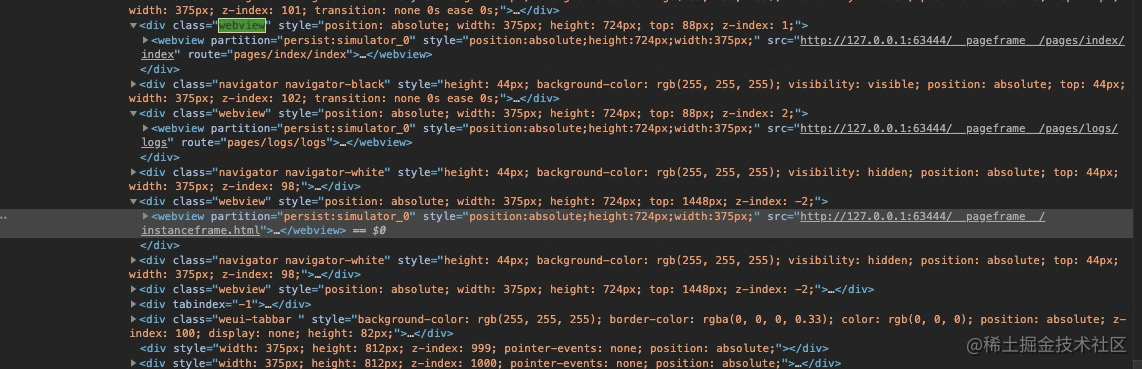 width: 375px; z-index: 101; transition: none 0s ease 0s;">…</div>
▼<div class="webview" style="position: absolute; width: 375px; height: 724px; top: 88px; z-index: 1;">
▶<webview partition="persist:simulator_0" style="position:absolute;height:724px;width:375px;" src="http://127.0.0.1:63444/__pageframe__/pages/index/
index" route="pages/index/index">…</webview>
</div>
▶<div class="navigator navigator-black" style="height: 44px; background-color: rgb(255, 255, 255); visibility: visible; position: absolute; top: 44px;
width: 375px; z-index: 102; transition: none 0s ease 0s;">…</div>
▼<div class="webview" style="position: absolute; width: 375px; height: 724px; top: 88px; z-index: 2;">
▶<webview partition="persist:simulator_0" style="position:absolute;height:724px;width:375px;" src="http://127.0.0.1:63444/__pageframe__/pages/logs/
logs" route="pages/logs/logs">…</webview>
</div>
▶<div class="navigator navigator-white" style="height: 44px; background-color: rgb(255, 255, 255); visibility: hidden; position: absolute; top: 44px;
width: 375px; z-index: 98;">…</div>
▼<div class="webview" style="position: absolute; width: 375px; height: 724px; top: 1448px; z-index: -2;">
▶<webview partition="persist:simulator_0" style="position:absolute;height:724px;width:375px;" src="http://127.0.0.1:63444/__pageframe__/
instanceframe.html">…</webview> == $0
</div>
▶<div class="navigator navigator-white" style="height: 44px; background-color: rgb(255, 255, 255); visibility: hidden; position: absolute; top: 44px;
width: 375px; z-index: 98;">…</div>
▶<div class="webview" style="position: absolute; width: 375px; height: 724px; top: 1448px; z-index: -2;">…</div>
▶<div tabindex="-1">…</div>
▶<div class="weui-tabbar " style="background-color: rgb(255, 255, 255); border-color: rgba(0, 0, 0, 0.33); color: rgb(0, 0, 0); position: absolute; z-
index: 100; display: none; height: 82px;">…</div>
<div style="width: 375px; height: 812px; z-index: 999; pointer-events: none; position: absolute;"></div>
▶<div style="width: 375px; height: 812px; z-index: 1000; pointer-events: none; position: absolute;">…</div>
@稀土掘金技术社区